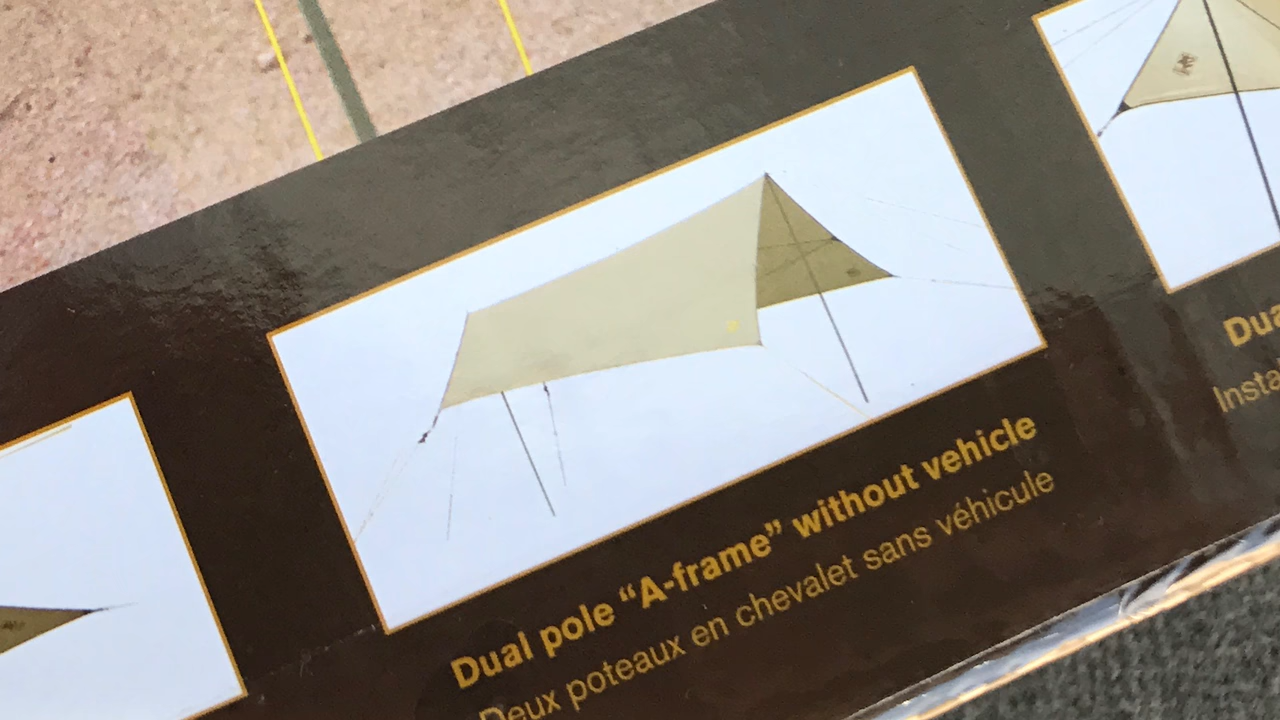 Dual pole “A-frame” without vehicle
Deux poteaux en chevalet sans véhicule